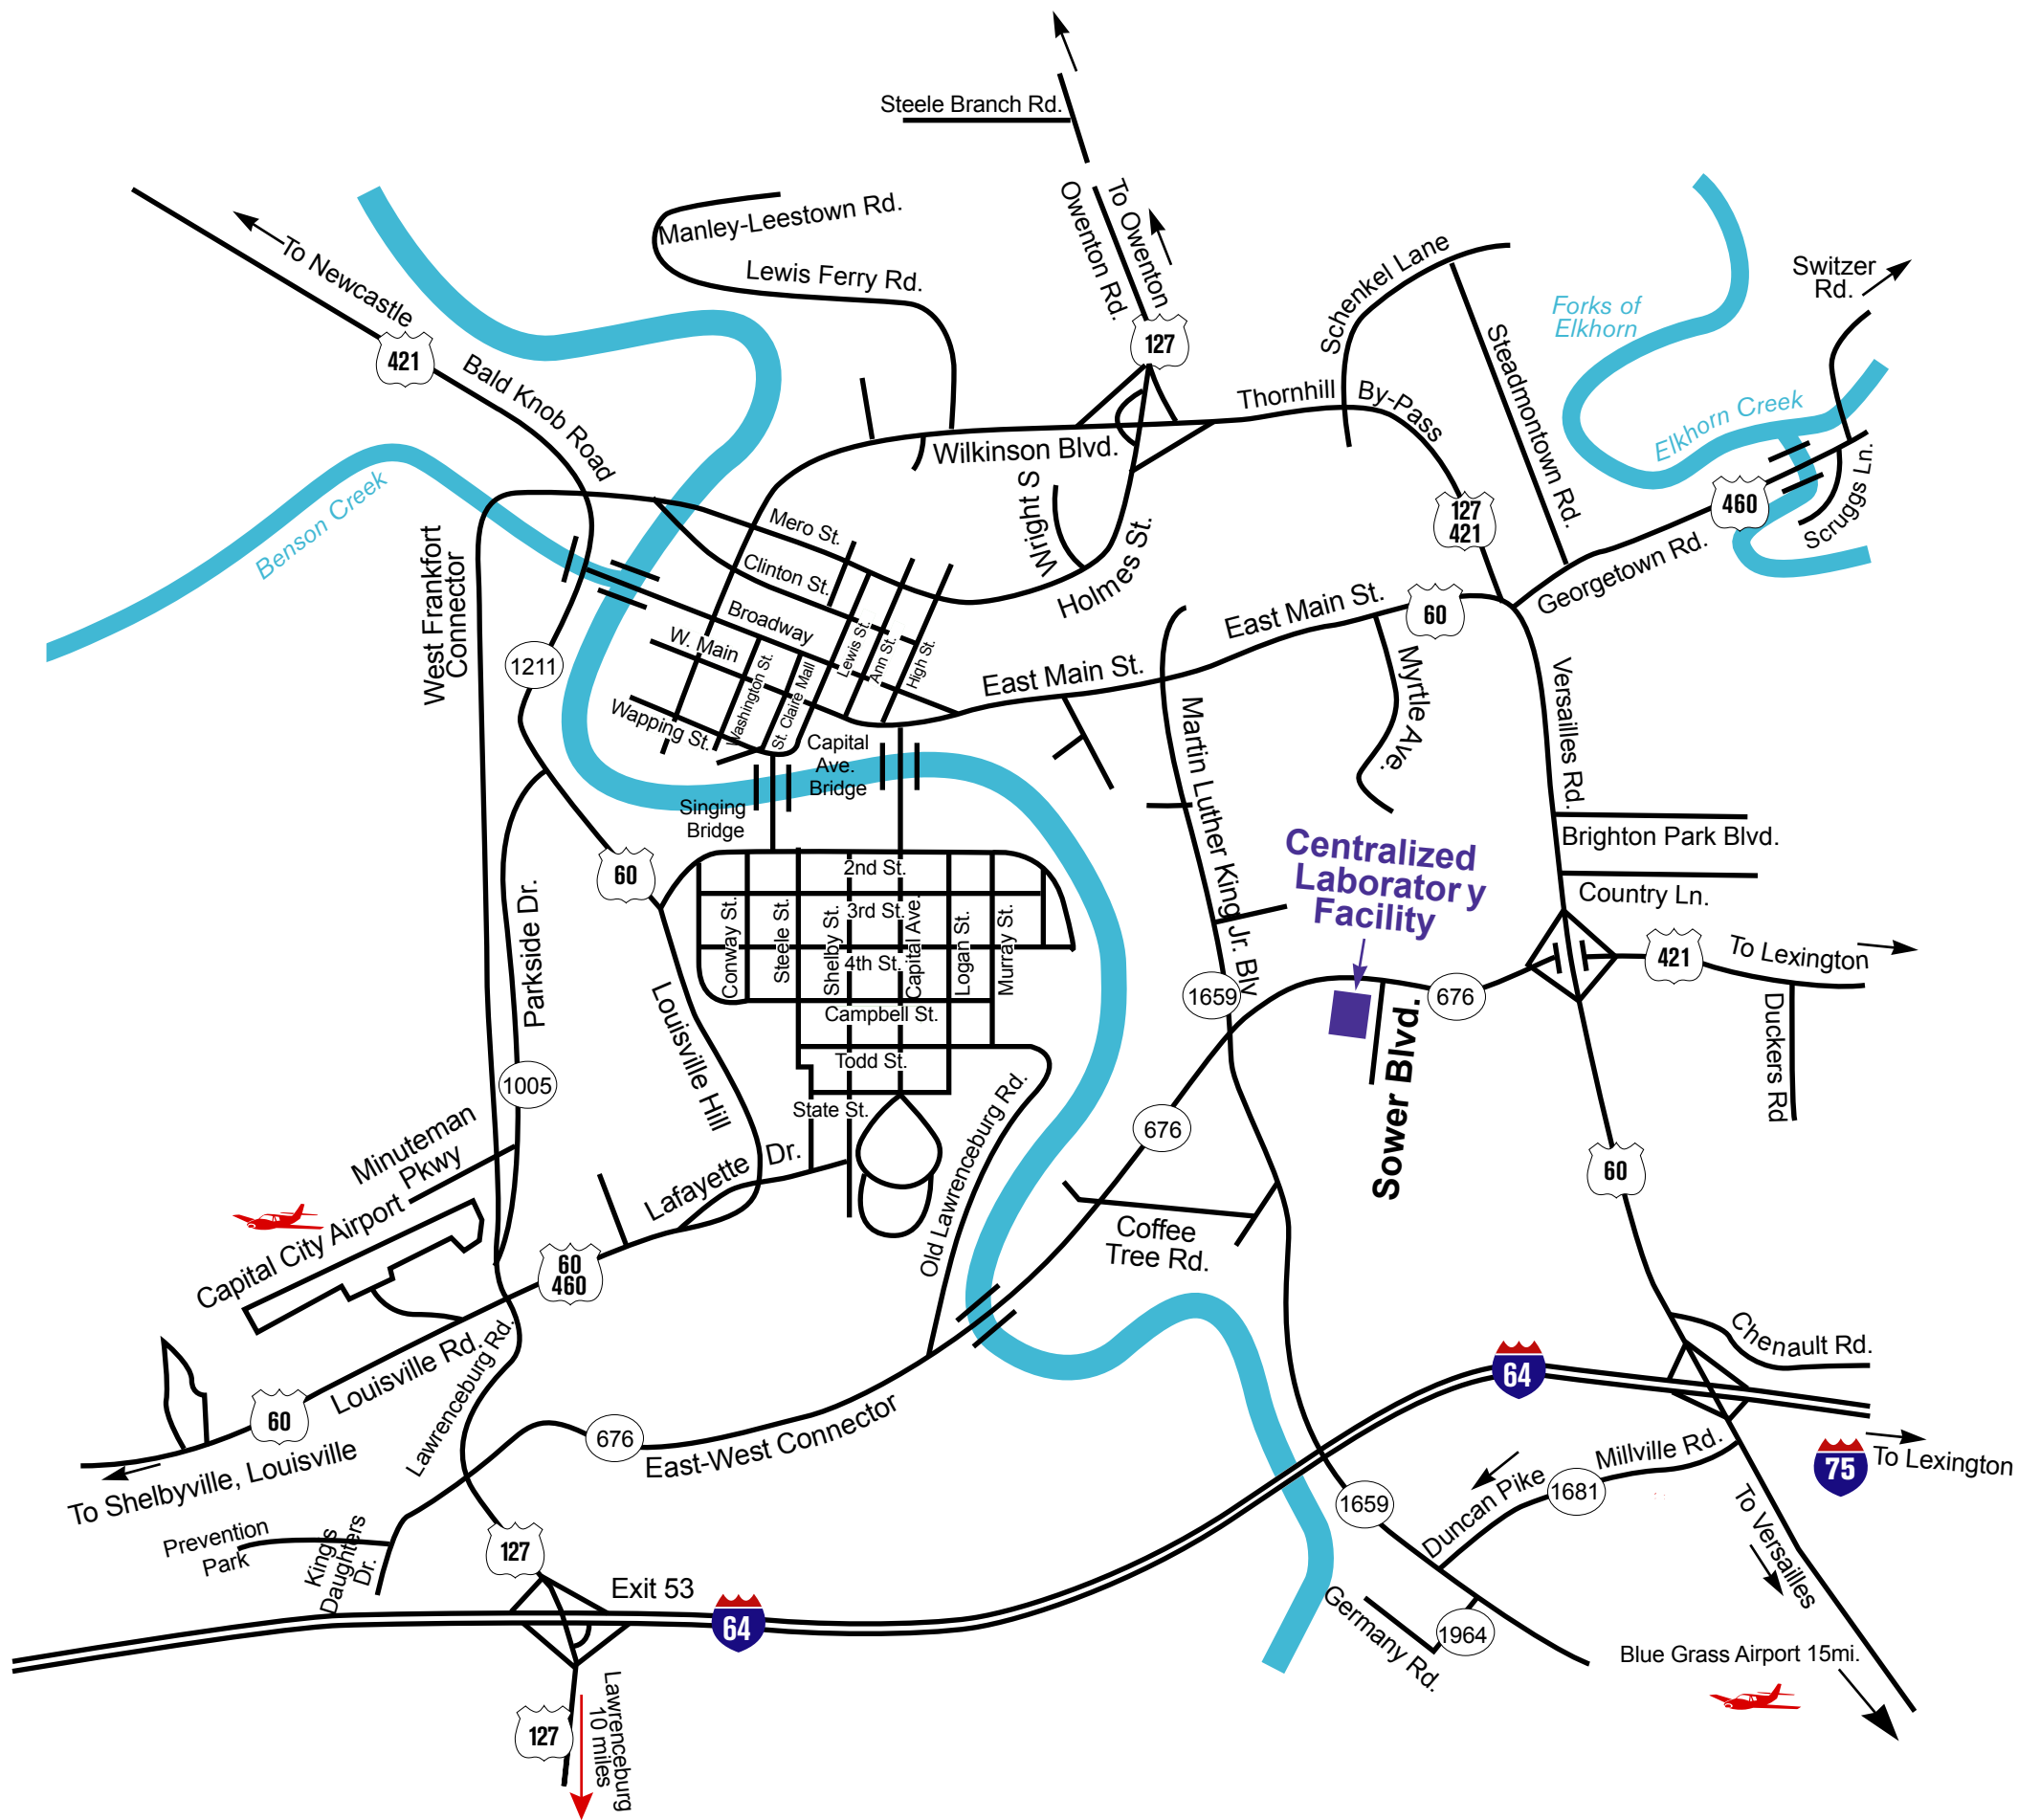 Steele Branch Rd.
To Owenton
Owenton Rd.
127
Manley-Leestown Rd.
Lewis Ferry Rd.
To Newcastle
421
Bald Knob Road
Schenkel Lane
Steadmontown Rd.
Forks of
Elkhorn
Switzer
Rd.
Elkhorn Creek
Thornhill
By-Pass
Wilkinson Blvd.
Wright S
Holmes St.
127
421
460
Scruggs Ln.
Georgetown Rd.
Benson Creek
West Frankfort
Connector
1211
Mero St.
Clinton St.
Broadway
W. Main
Wapping St.
Washington St.
St. Claire Mall
Lewis St.
Ann St.
High St.
East Main St.
East Main St.
60
Myrtle Ave.
Versailles Rd.
Martin Luther King Jr. Blv
Capital
Ave.
Bridge
Singing
Bridge
Brighton Park Blvd.
Country Ln.
Centralized
Laboratory
Facility
60
2nd St.
3rd St.
4th St.
Campbell St.
Todd St.
State St.
Conway St.
Steele St.
Shelby St.
Capital Ave.
Logan St.
Murray St.
Parkside Dr.
Louisville Hill
1659
676
421
To Lexington
Duckers Rd
Sower Blvd.
1005
676
60
Minuteman
Pkwy
Capital City Airport
Lafayette Dr.
Old Lawrenceburg Rd.
Coffee
Tree Rd.
60
460
Louisville Rd.
Lawrenceburg Rd.
60
To Shelbyville, Louisville
676
East-West Connector
64
Chenault Rd.
Millville Rd.
75
To Lexington
Duncan Pike
1681
1659
To Versailles
Prevention
Park
Kings
Daughters
Dr.
127
Exit 53
64
Germany Rd.
1964
Blue Grass Airport 15mi.
127
Lawrenceburg
10 miles